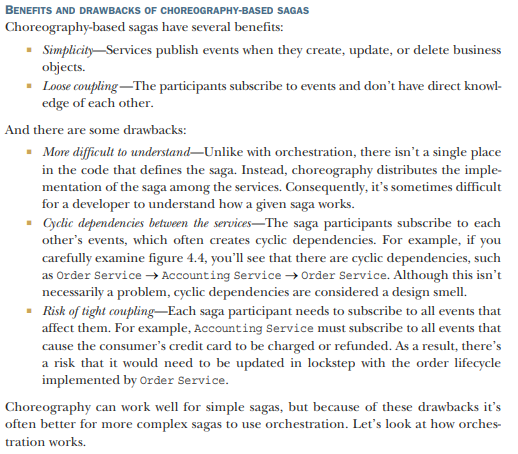 BENEFITS AND DRAWBACKS OF CHOREOGRAPHY-BASED SAGAS
Choreography-based sagas have several benefits:
■ Simplicity—Services publish events when they create, update, or delete business
objects.
■ Loose coupling—The participants subscribe to events and don't have direct knowl-
edge of each other.
And there are some drawbacks:
■ More difficult to understand—Unlike with orchestration, there isn't a single place
in the code that defines the saga. Instead, choreography distributes the imple-
mentation of the saga among the services. Consequently, it's sometimes difficult
for a developer to understand how a given saga works.
■ Cyclic dependencies between the services—The saga participants subscribe to each
other's events, which often creates cyclic dependencies. For example, if you
carefully examine figure 4.4, you'll see that there are cyclic dependencies, such
as Order Service → Accounting Service → Order Service. Although this isn't
necessarily a problem, cyclic dependencies are considered a design smell.
■ Risk of tight coupling—Each saga participant needs to subscribe to all events that
affect them. For example, Accounting Service must subscribe to all events that
cause the consumer's credit card to be charged or refunded. As a result, there's
a risk that it would need to be updated in lockstep with the order lifecycle
implemented by Order Service.
Choreography can work well for simple sagas, but because of these drawbacks it's
often better for more complex sagas to use orchestration. Let's look at how orches-
tration works.